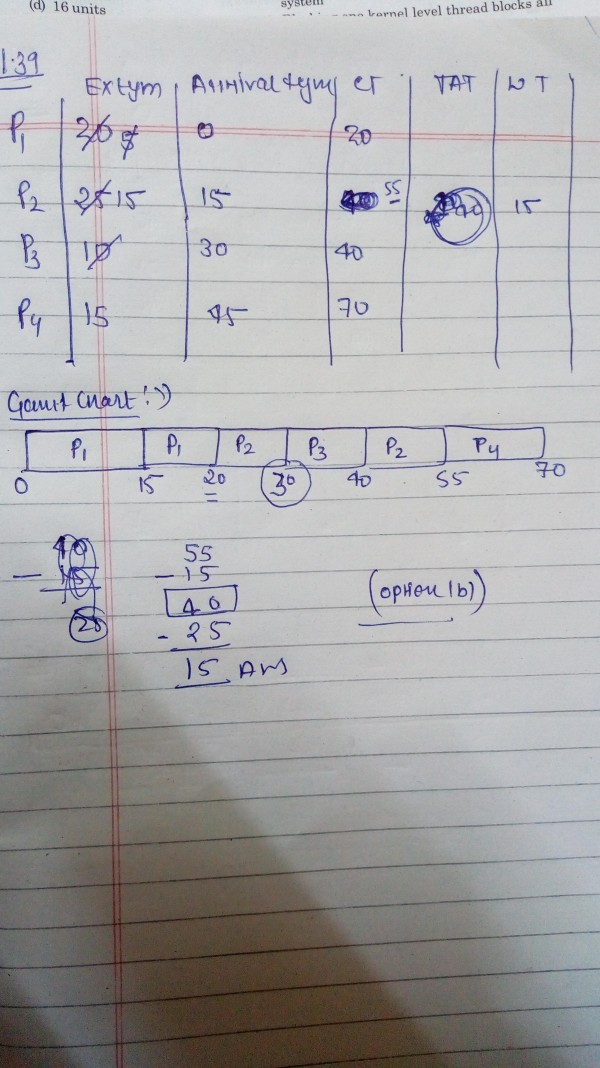 (d) 16 units
system
kernel level thread blocks all
1.39
Extym Arrival tym CT TAT WT
P1 20 5 0 20
P2 25 15 15 55 15
P3 10 30 40
P4 15 45 70
Gantt Chart :->
P1 P1 P2 P3 P2 P4
0 15 20 30 40 55 70
40 55
- 15 - 15
40
20 - 25
15 Ans
(option (b))